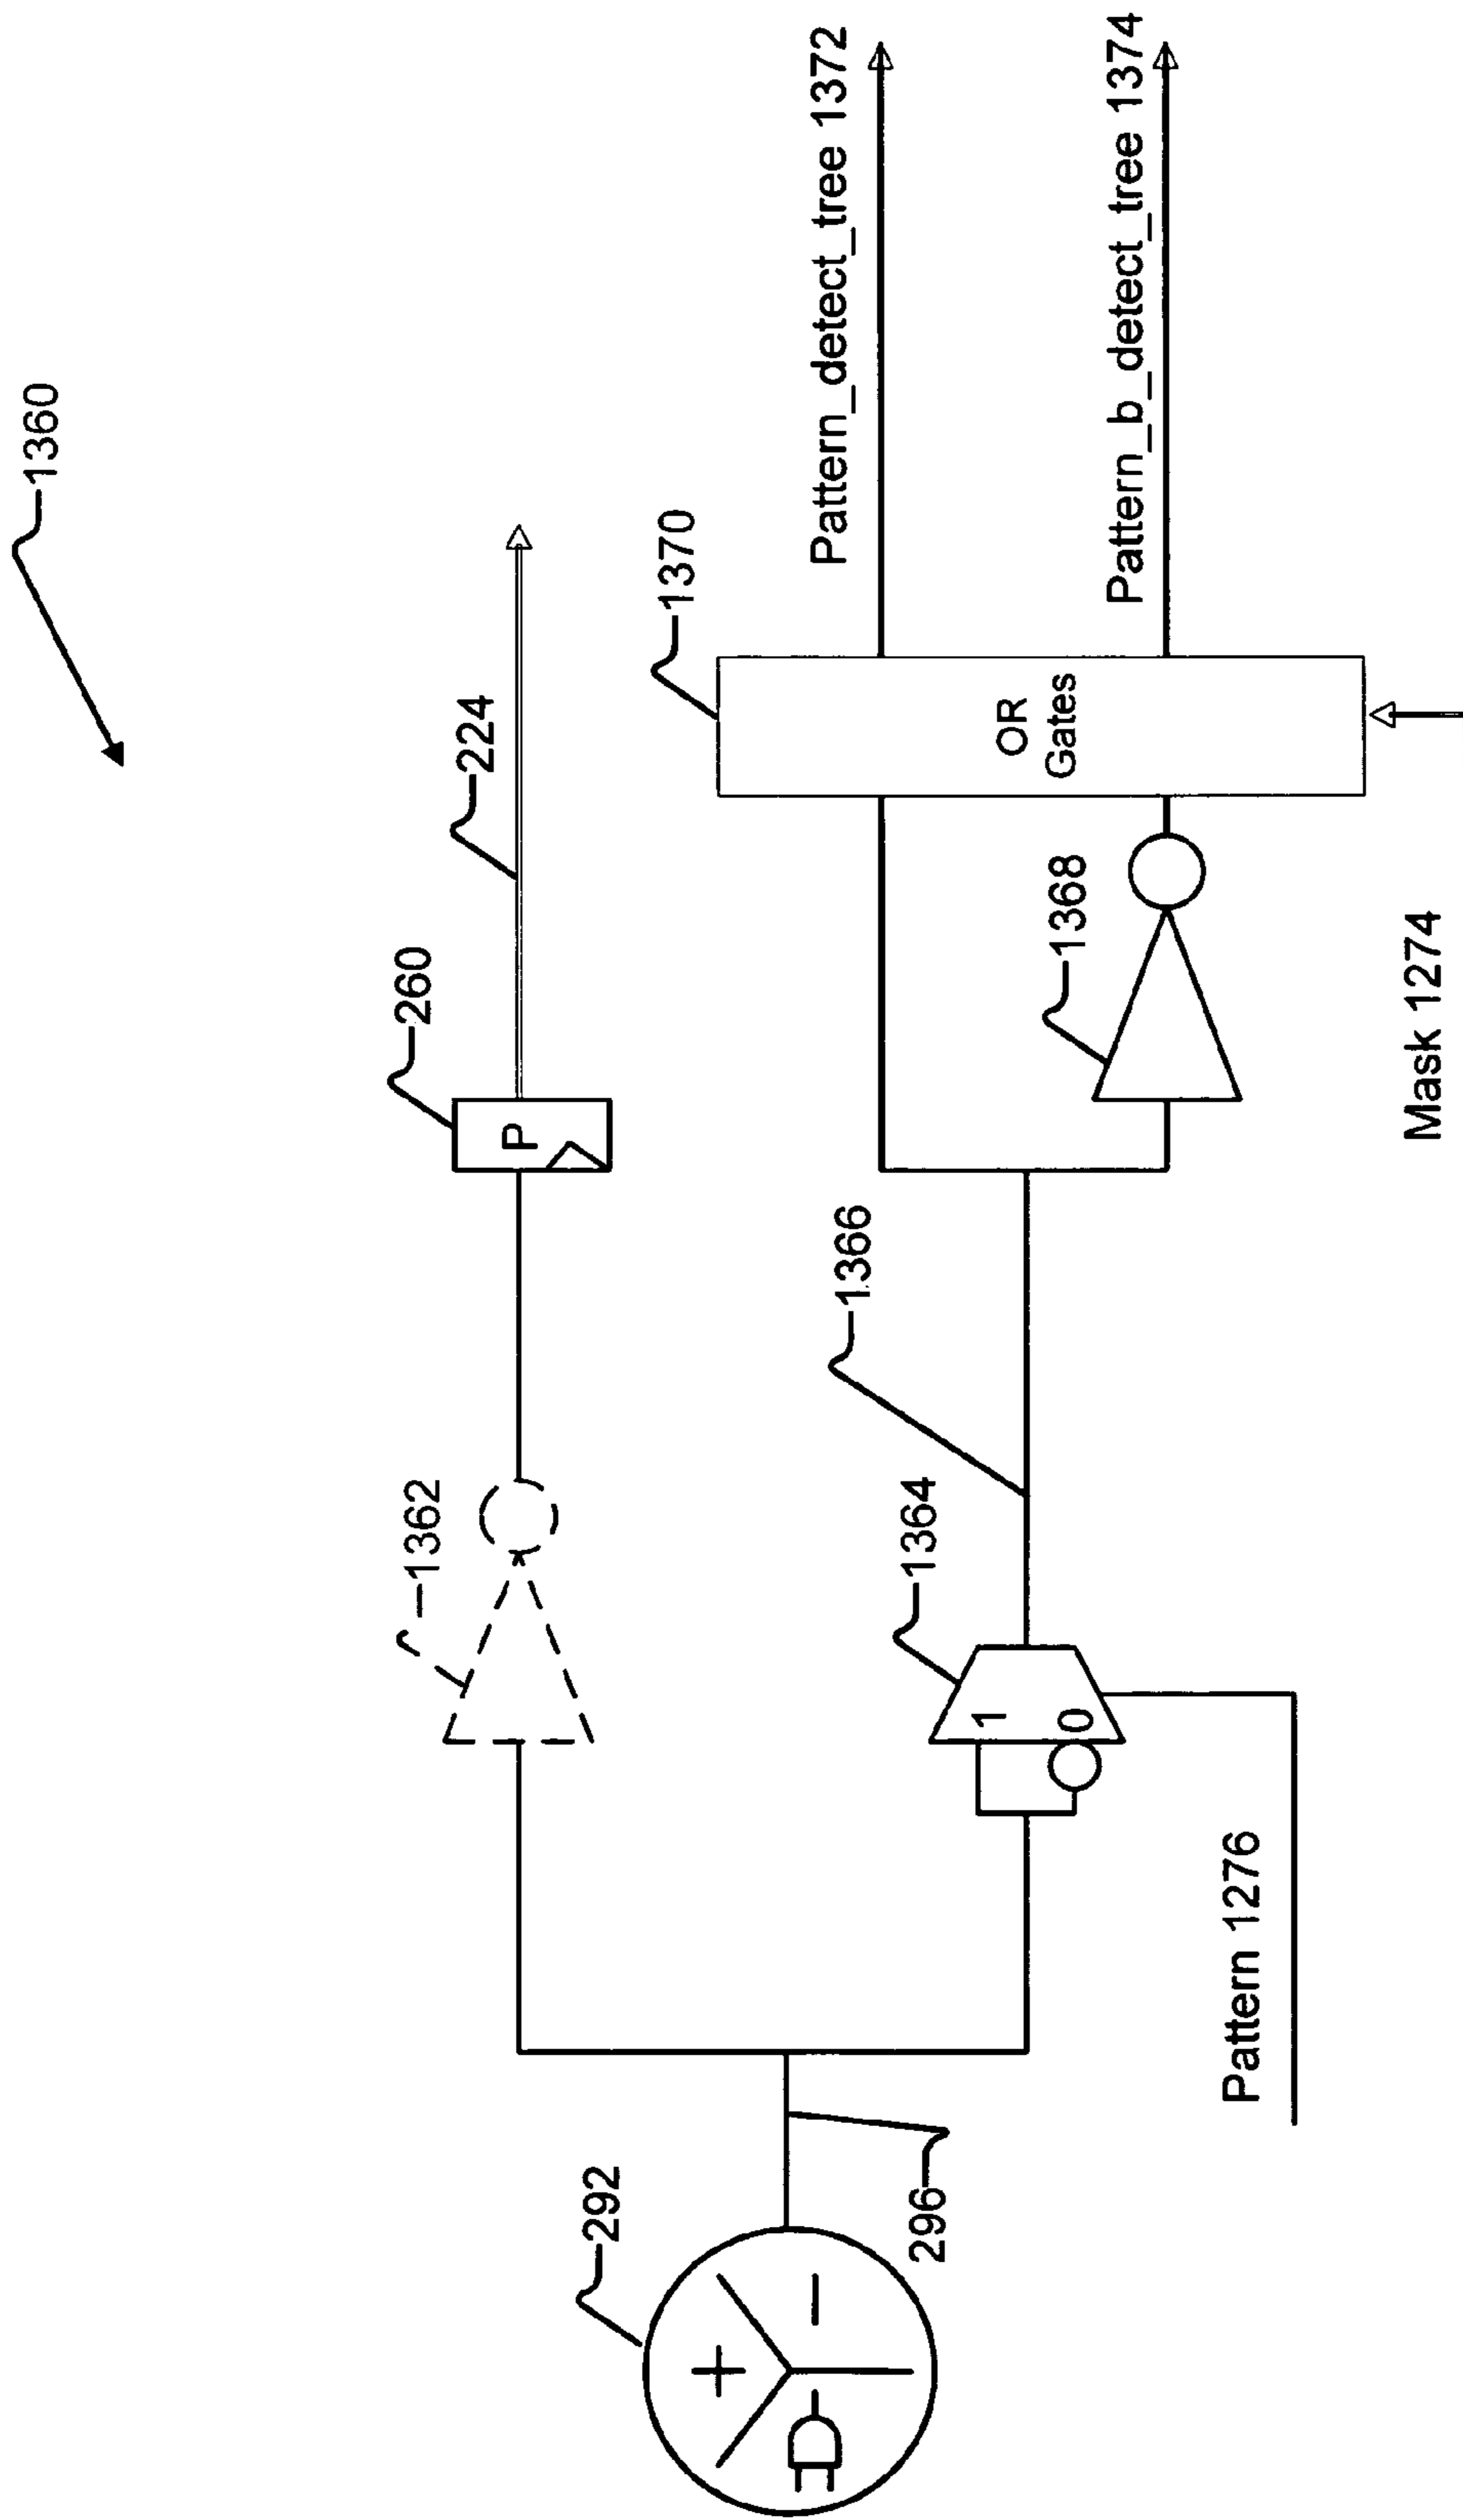 1360
224
260
P
1362
1370
Pattern_detect_tree 1372
OR
Gates
Pattern_b_detect_tree 1374
1368
1366
1364
1
0
292
296
Pattern 1276
Mask 1274